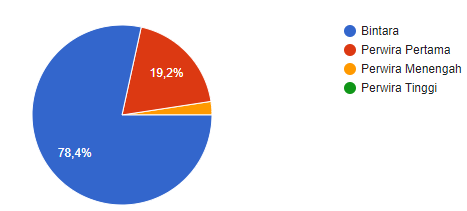 Bintara
Perwira Pertama
Perwira Menengah
Perwira Tinggi
19,2%
78,4%